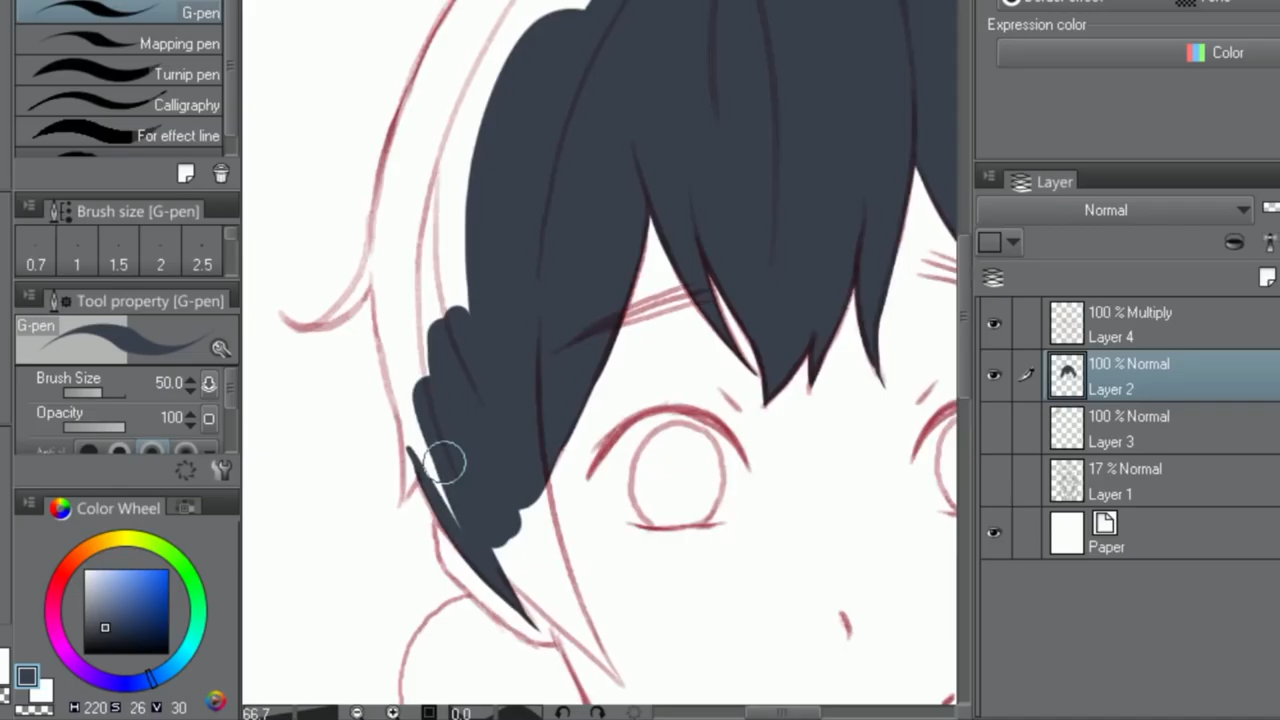 G-pen
Mapping pen
Turnip pen
Calligraphy
For effect line
Brush size [G-pen]
0.7 1 1.5 2 2.5
Tool property [G-pen]
G-pen
Brush Size 50.0
Opacity 100
Color Wheel
H 220 S 26 V 30
66.7 0.0
Expression color
Color
Layer
Normal
100 % Multiply
Layer 4
100 % Normal
Layer 2
100 % Normal
Layer 3
17 % Normal
Layer 1
Paper